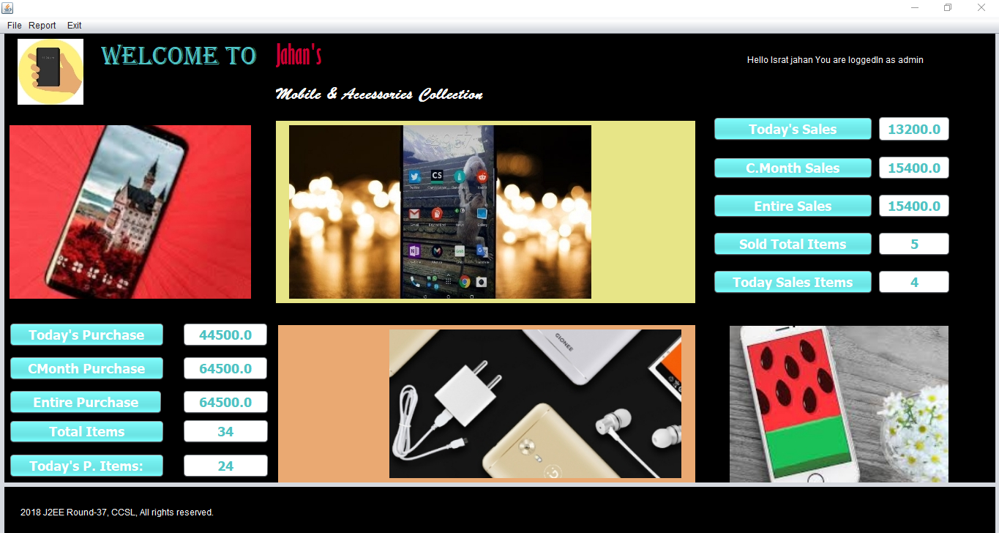 File Report Exit
WELCOME TO Jahan's
Hello Israt jahan You are loggedIn as admin
Mobile & Accessories Collection
Today's Sales 13200.0
C.Month Sales 15400.0
Entire Sales 15400.0
Sold Total Items 5
Today Sales Items 4
CS
GIONEE
Today's Purchase 44500.0
CMonth Purchase 64500.0
Entire Purchase 64500.0
Total Items 34
Today's P. Items: 24
2018 J2EE Round-37, CCSL, All rights reserved.